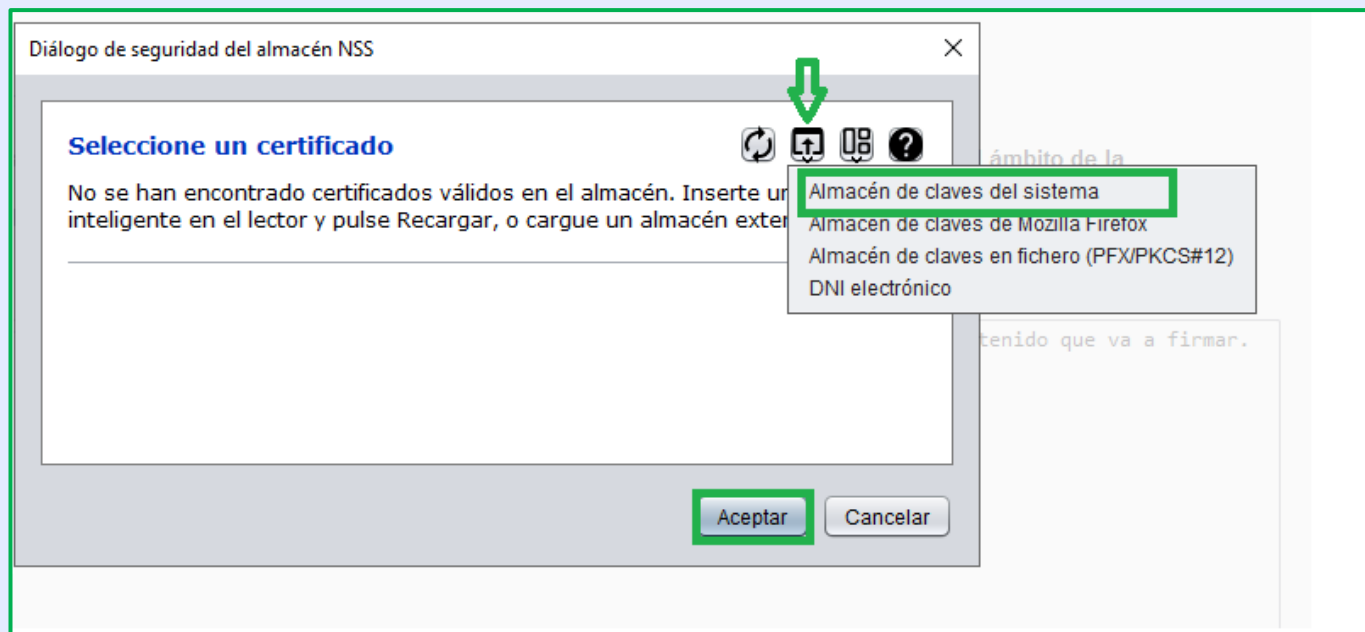 Diálogo de seguridad del almacén NSS
Seleccione un certificado
ámbito de la
No se han encontrado certificados válidos en el almacén. Inserte
inteligente en el lector y pulse Recargar, o cargue un almacén
Almacén de claves del sistema
Almacén de claves de Mozilla Firefox
Almacén de claves en fichero (PFX/PKCS#12)
DNI electrónico
que va a firmar.
Aceptar
Cancelar